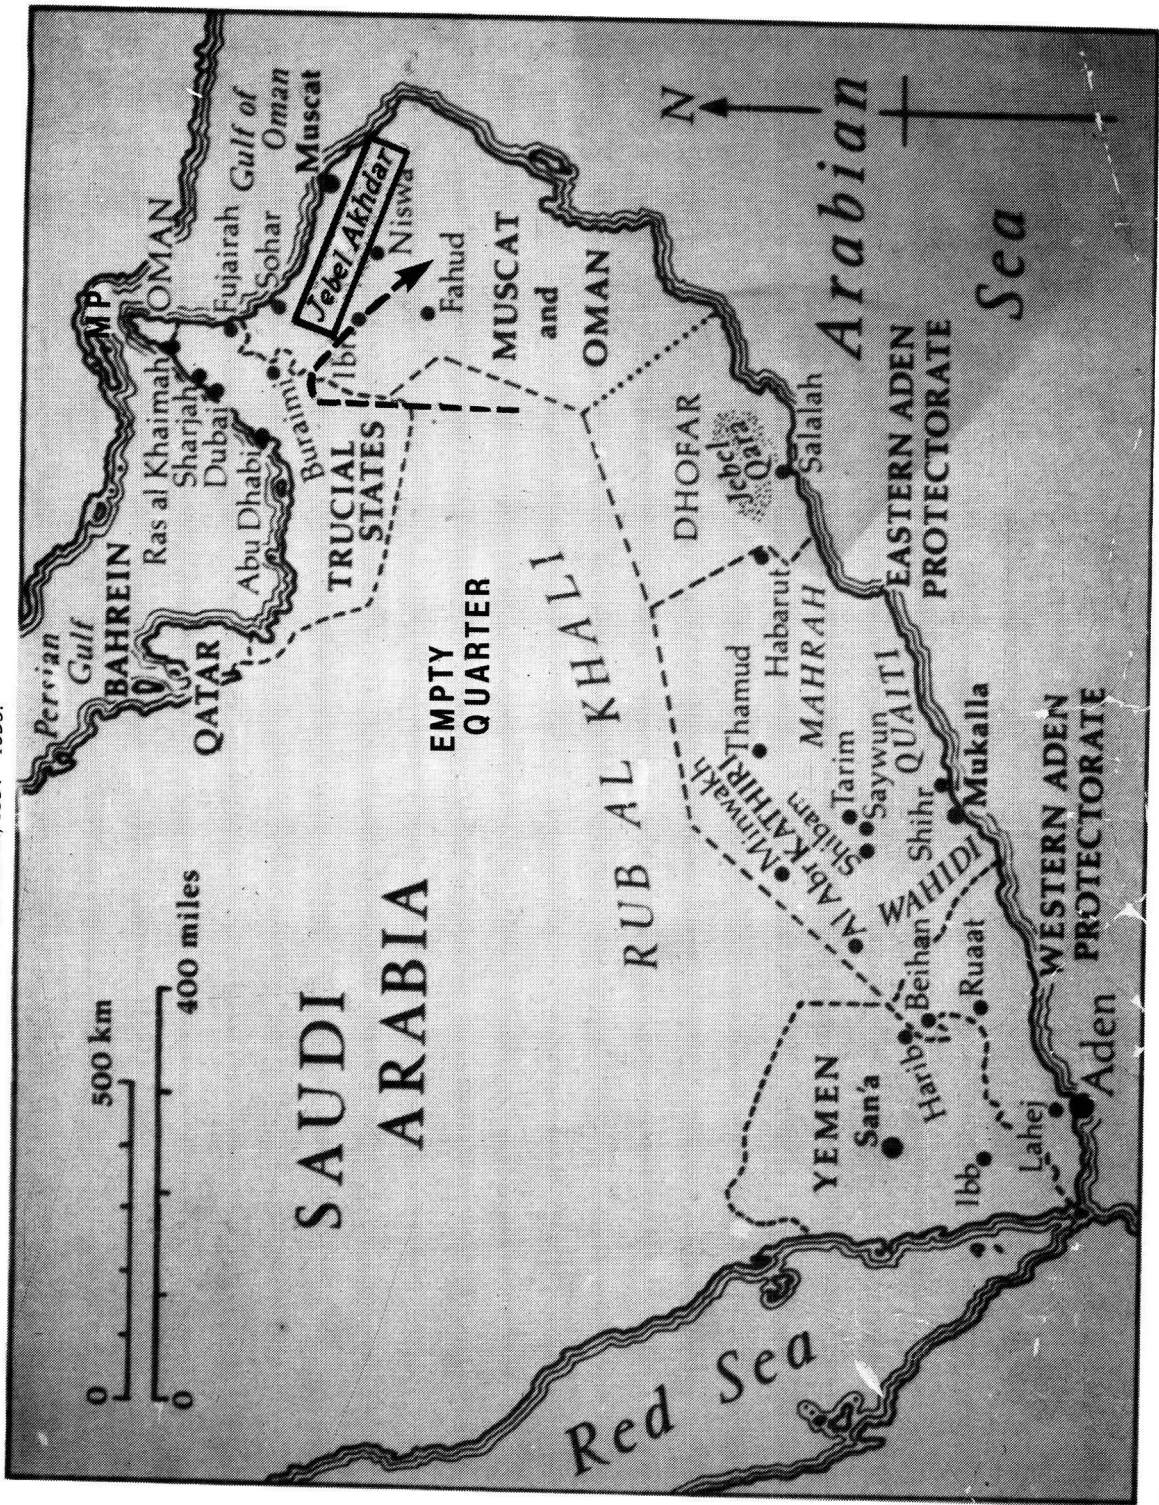 Persian
Gulf
BAHREIN
QATAR
MP
OMAN
Ras al Khaimah
Sharjah
Dubai
Abu Dhabi
Fujairah
Sohar
Buraimi
Gulf of
Oman
Muscat
Jebel Akhdar
Niswa
Ibr
Fahud
0
500 km
0
400 miles
TRUCIAL
STATES
SAUDI
ARABIA
EMPTY
QUARTER
MUSCAT
and
OMAN
RUB AL KHALI
DHOFAR
Jebel
Qara
Salalah
N
Habarut
MAHRAH
Thamud
Minwakh
KATHIRI
Al Abr
Shibam
Tarim
Saywun
QUAITI
Shihr
Mukalla
WAHIDI
EASTERN ADEN
PROTECTORATE
Arabian
Sea
YEMEN
San'a
Harib
Beihan
Ruaat
Ibb
Lahej
Aden
WESTERN ADEN
PROTECTORATE
Red Sea